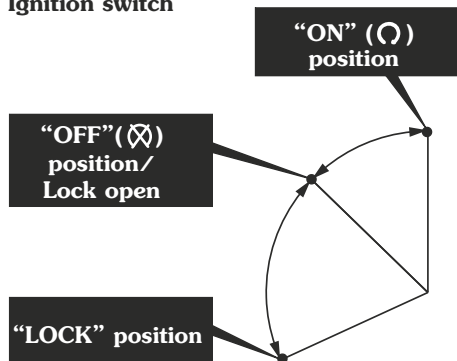 Ignition switch
“ON” (Ω)
position
“OFF”(⊗)
position/
Lock open
“LOCK” position